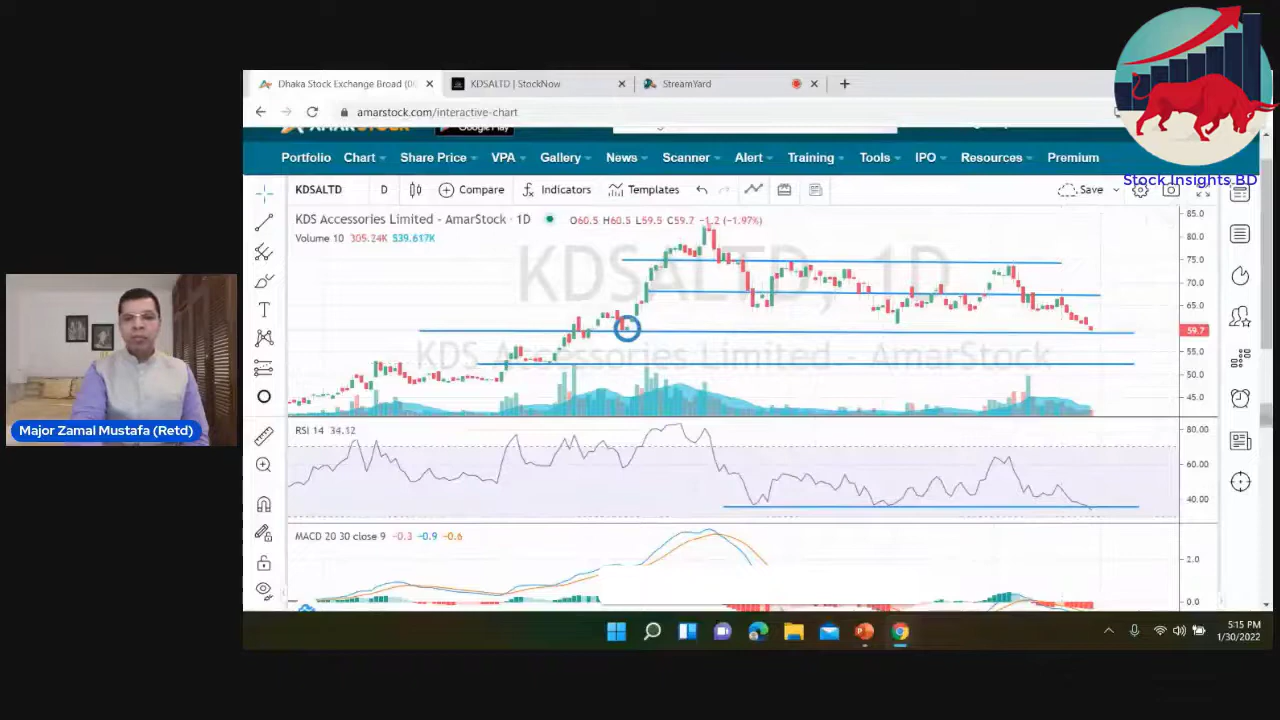 Dhaka Stock Exchange Broad (0
KDSALTD | StockNow
StreamYard
amarstock.com/interactive-chart
Stock Insights BD
Portfolio Chart Share Price VPA Gallery News Scanner Alert Training Tools IPO Resources Premium
KDSALTD D Compare Indicators Templates Save
KDS Accessories Limited - AmarStock · 1D O60.5 H60.5 L59.5 C59.7 -1.2 (-1.97%)
Volume 10 305.24K 539.617K
KDSALTD, 1D
KDS Accessories Limited - AmarStock
85.0
80.0
75.0
70.0
65.0
59.7
55.0
50.0
45.0
RSI 14 34.12
80.00
60.00
40.00
MACD 20 30 close 9 -0.3 -0.9 -0.6
2.0
0.0
Major Zamal Mustafa (Retd)
5:15 PM
1/30/2022